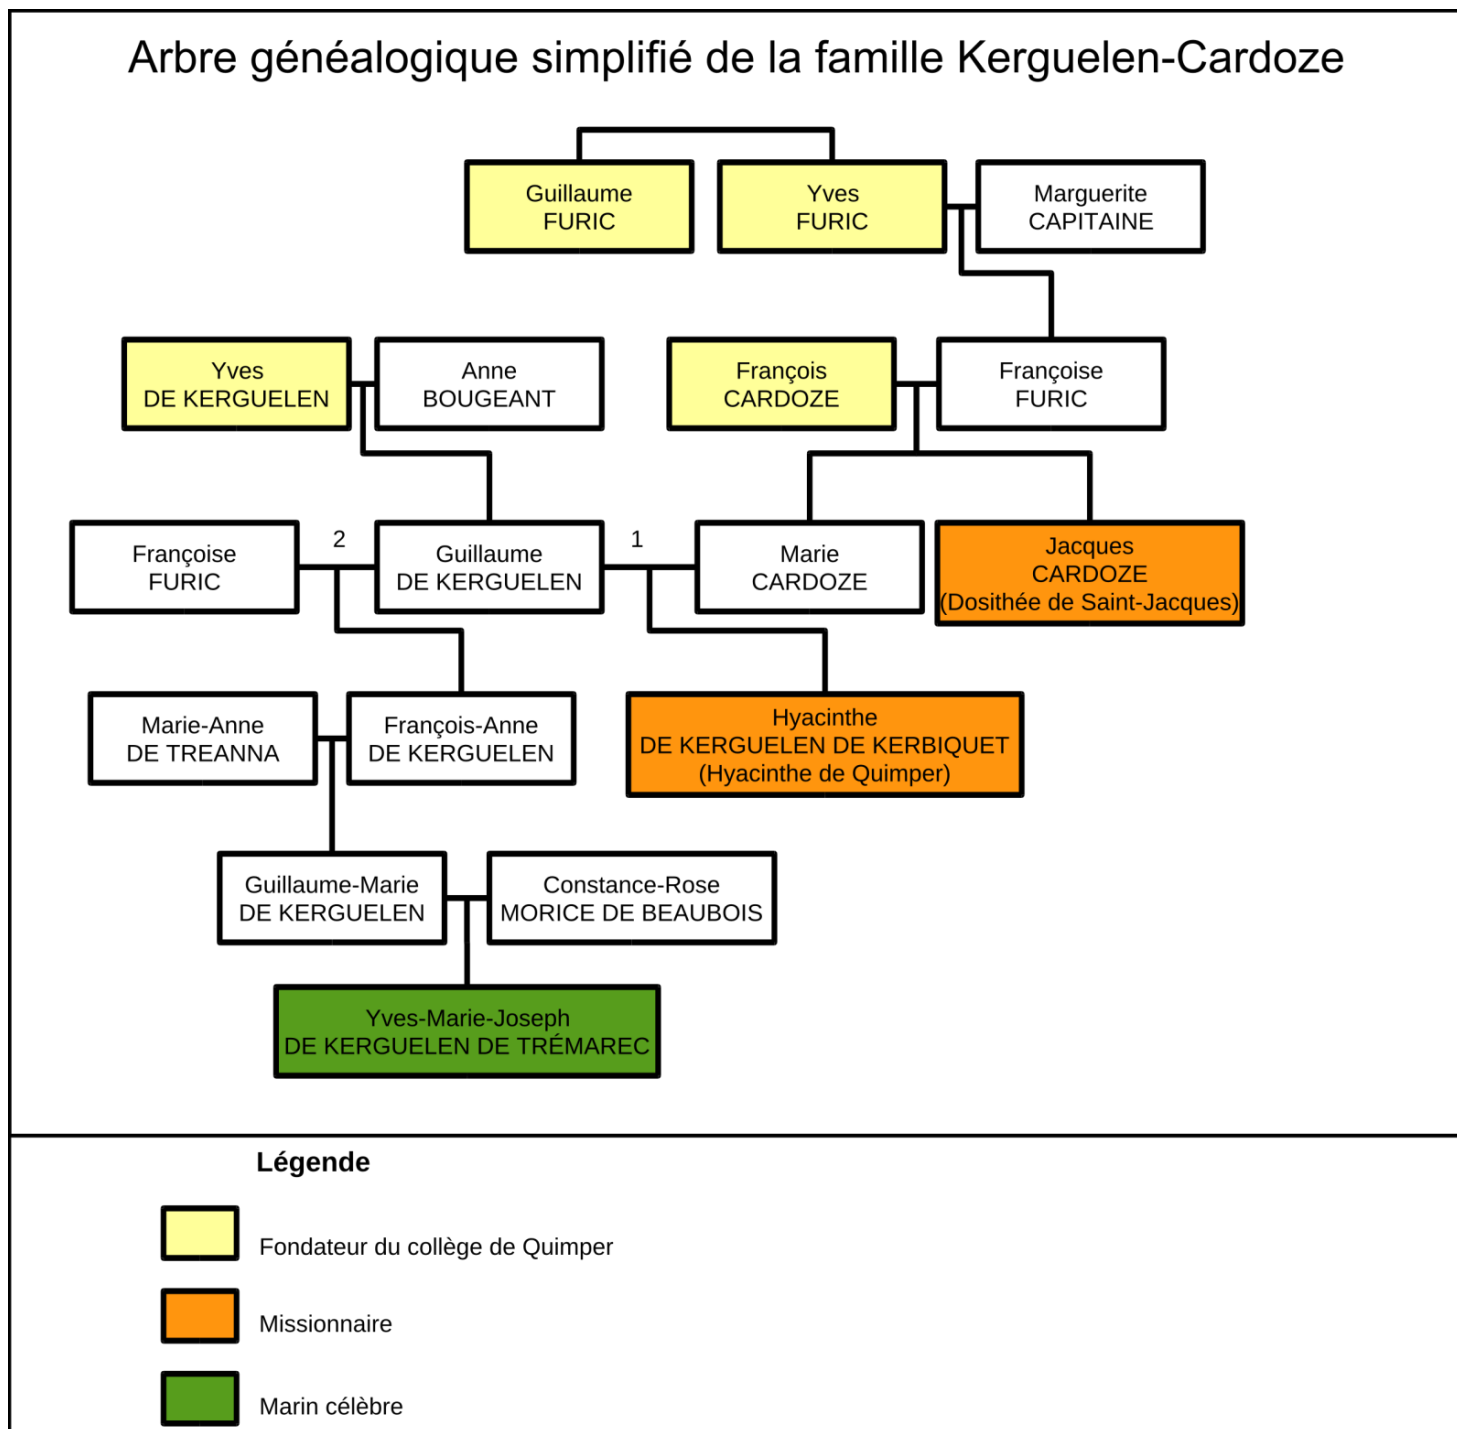 Arbre généalogique simplifié de la famille Kerguelen-Cardoze
Guillaume
FURIC
Yves
FURIC
Marguerite
CAPITAINE
Yves
DE KERGUELEN
Anne
BOUGEANT
François
CARDOZE
Françoise
FURIC
Françoise
FURIC
2
Guillaume
DE KERGUELEN
1
Marie
CARDOZE
Jacques
CARDOZE
(Dosithée de Saint-Jacques)
Marie-Anne
DE TREANNA
François-Anne
DE KERGUELEN
Hyacinthe
DE KERGUELEN DE KERBIQUET
(Hyacinthe de Quimper)
Guillaume-Marie
DE KERGUELEN
Constance-Rose
MORICE DE BEAUBOIS
Yves-Marie-Joseph
DE KERGUELEN DE TRÉMAREC
Légende
Fondateur du collège de Quimper
Missionnaire
Marin célèbre